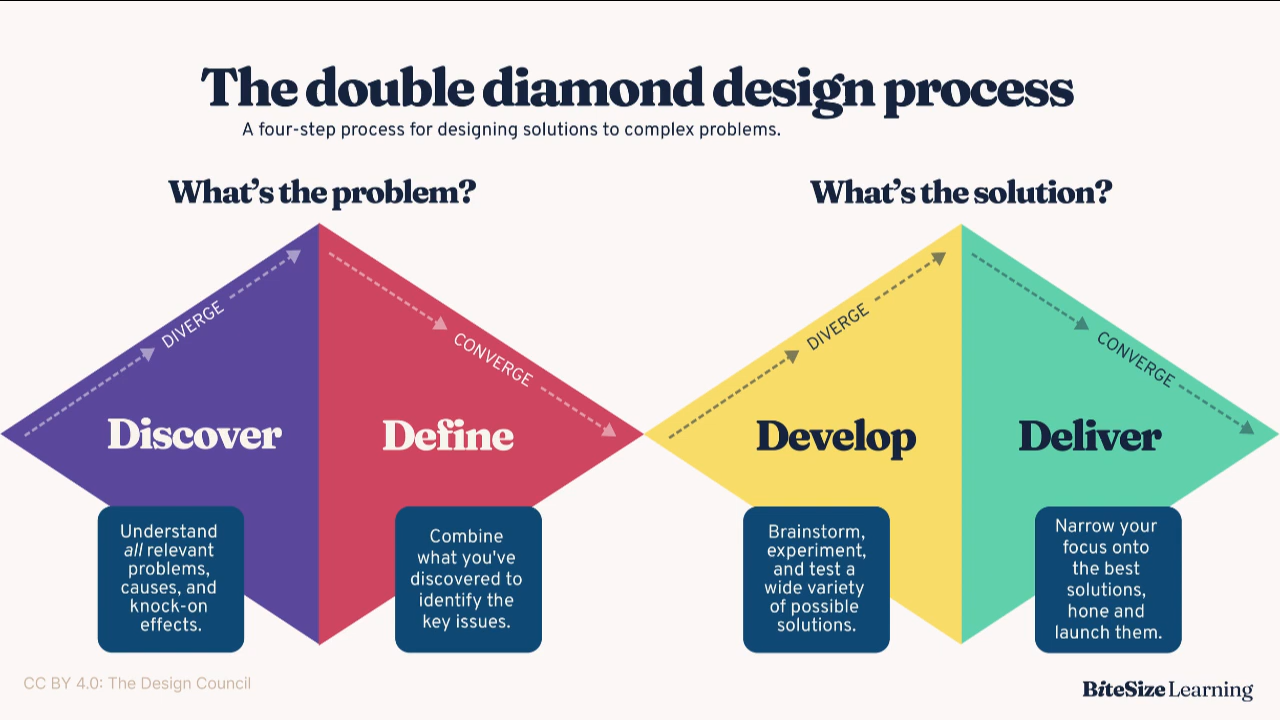 The double diamond design process
A four-step process for designing solutions to complex problems.
What's the problem?
What's the solution?
DIVERGE
CONVERGE
DIVERGE
CONVERGE
Discover
Define
Develop
Deliver
Understand
all relevant
problems,
causes, and
knock-on
effects.
Combine
what you've
discovered to
identify the
key issues.
Brainstorm,
experiment,
and test a
wide variety
of possible
solutions.
Narrow your
focus onto
the best
solutions,
hone and
launch them.
CC BY 4.0: The Design Council
BiteSize Learning